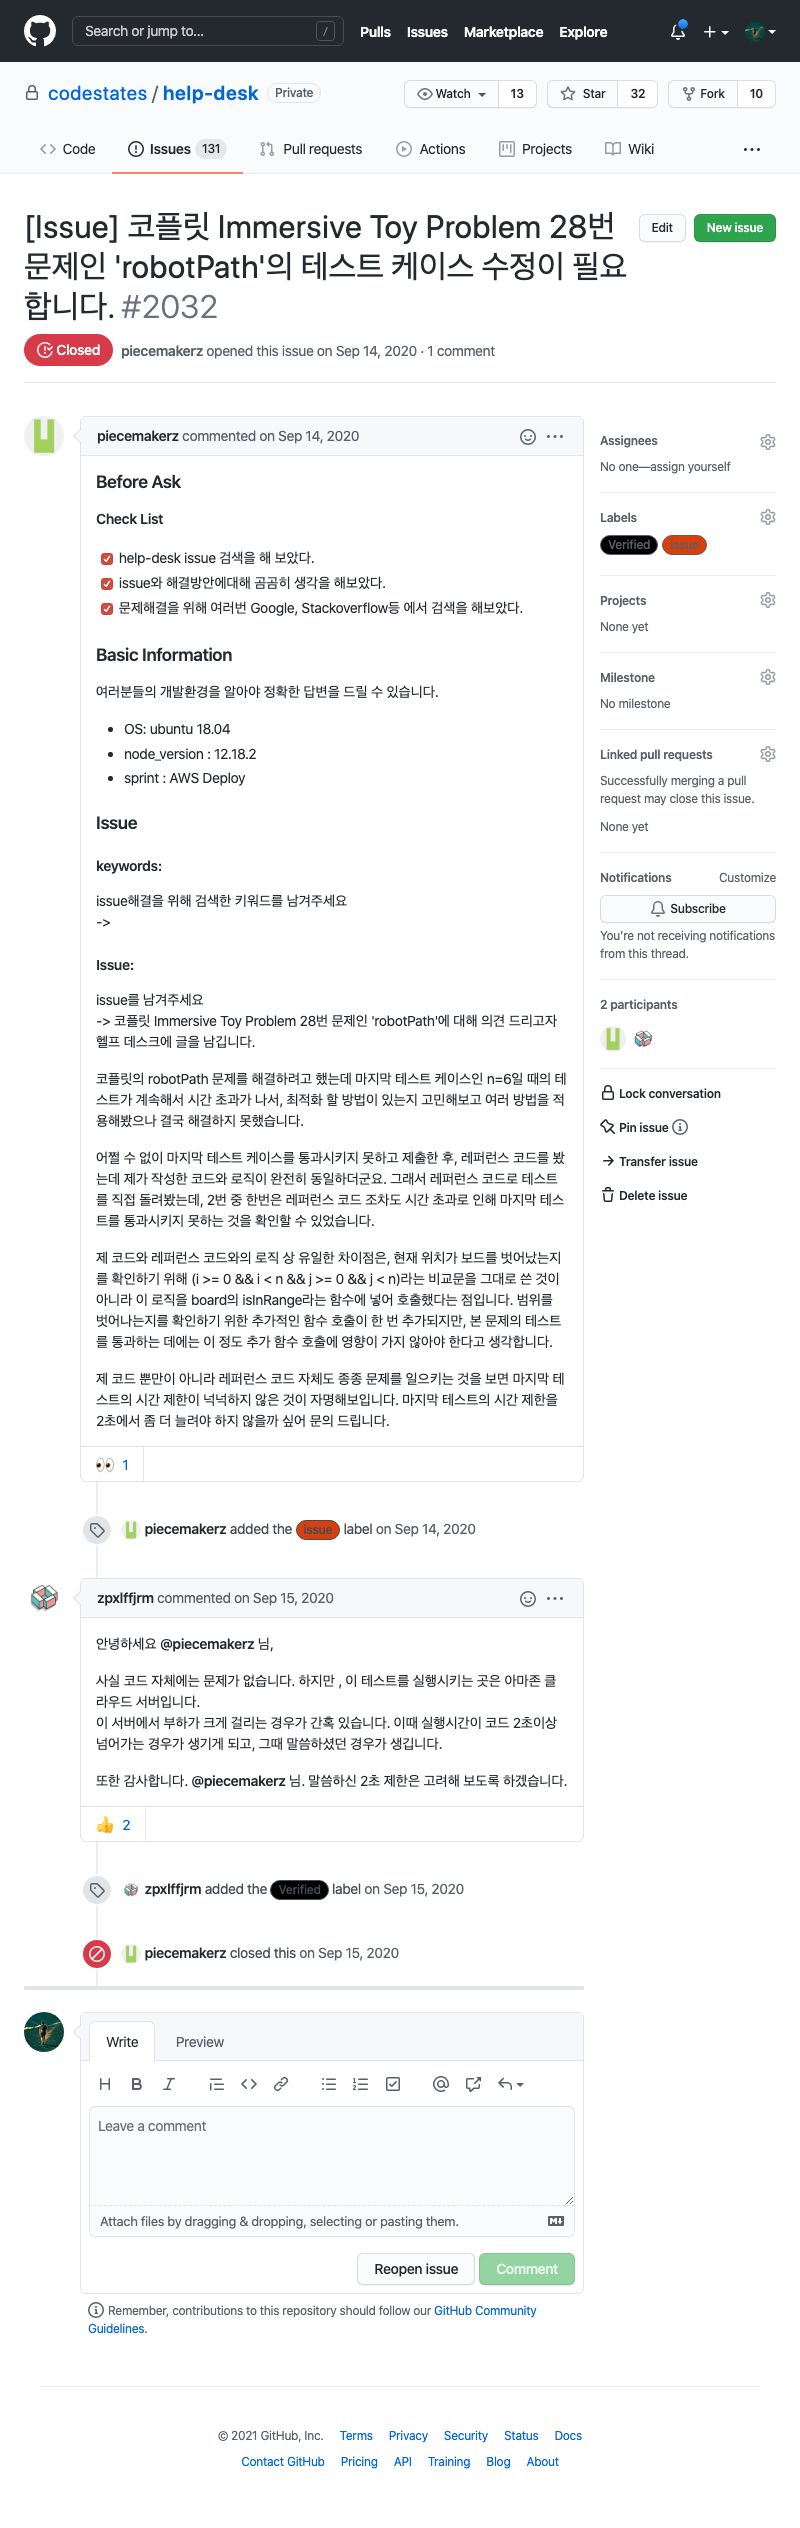 Search or jump to... /
Pulls Issues Marketplace Explore
codestates / help-desk Private
Watch 13 Star 32 Fork 10
Code Issues 131 Pull requests Actions Projects Wiki ...
[Issue] 코플릿 Immersive Toy Problem 28번
문제인 'robotPath'의 테스트 케이스 수정이 필요
합니다. #2032
Edit New issue
Closed piecemakerz opened this issue on Sep 14, 2020 · 1 comment
piecemakerz commented on Sep 14, 2020
Before Ask
Check List
help-desk issue 검색을 해 보았다.
issue와 해결방안에대해 곰곰히 생각을 해보았다.
문제해결을 위해 여러번 Google, Stackoverflow등 에서 검색을 해보았다.
Basic Information
여러분들의 개발환경을 알아야 정확한 답변을 드릴 수 있습니다.
• OS: ubuntu 18.04
• node_version : 12.18.2
• sprint : AWS Deploy
Issue
keywords:
issue해결을 위해 검색한 키워드를 남겨주세요
->
Issue:
issue를 남겨주세요
-> 코플릿 Immersive Toy Problem 28번 문제인 'robotPath'에 대해 의견 드리고자
헬프 데스크에 글을 남깁니다.
코플릿의 robotPath 문제를 해결하려고 했는데 마지막 테스트 케이스인 n=6일 때의 테
스트가 계속해서 시간 초과가 나서, 최적화 할 방법이 있는지 고민해보고 여러 방법을 적
용해봤으나 결국 해결하지 못했습니다.
어쩔 수 없이 마지막 테스트 케이스를 통과시키지 못하고 제출한 후, 레퍼런스 코드를 봤
는데 제가 작성한 코드와 로직이 완전히 동일하더군요. 그래서 레퍼런스 코드로 테스트
를 직접 돌려봤는데, 2번 중 한번은 레퍼런스 코드 조차도 시간 초과로 인해 마지막 테스
트를 통과시키지 못하는 것을 확인할 수 있었습니다.
제 코드와 레퍼런스 코드와의 로직 상 유일한 차이점은, 현재 위치가 보드를 벗어났는지
를 확인하기 위해 (i >= 0 && i < n && j >= 0 && j < n)라는 비교문을 그대로 쓴 것이
아니라 이 로직을 board의 isInRange라는 함수에 넣어 호출했다는 점입니다. 범위를
벗어나는지를 확인하기 위한 추가적인 함수 호출이 한 번 추가되지만, 본 문제의 테스트
를 통과하는 데에는 이 정도 추가 함수 호출에 영향이 가지 않아야 한다고 생각합니다.
제 코드 뿐만이 아니라 레퍼런스 코드 자체도 종종 문제를 일으키는 것을 보면 마지막 테
스트의 시간 제한이 넉넉하지 않은 것이 자명해보입니다. 마지막 테스트의 시간 제한을
2초에서 좀 더 늘려야 하지 않을까 싶어 문의 드립니다.
1
piecemakerz added the issue label on Sep 14, 2020
zpxlffjrm commented on Sep 15, 2020
안녕하세요 @piecemakerz 님,
사실 코드 자체에는 문제가 없습니다. 하지만 , 이 테스트를 실행시키는 곳은 아마존 클
라우드 서버입니다.
이 서버에서 부하가 크게 걸리는 경우가 간혹 있습니다. 이때 실행시간이 코드 2초이상
넘어가는 경우가 생기게 되고, 그때 말씀하셨던 경우가 생깁니다.
또한 감사합니다. @piecemakerz 님. 말씀하신 2초 제한은 고려해 보도록 하겠습니다.
2
zpxlffjrm added the Verified label on Sep 15, 2020
piecemakerz closed this on Sep 15, 2020
Write Preview
Leave a comment
Attach files by dragging & dropping, selecting or pasting them.
Reopen issue Comment
Remember, contributions to this repository should follow our GitHub Community
Guidelines.
Assignees
No one—assign yourself
Labels
Verified issue
Projects
None yet
Milestone
No milestone
Linked pull requests
Successfully merging a pull
request may close this issue.
None yet
Notifications Customize
Subscribe
You're not receiving notifications
from this thread.
2 participants
Lock conversation
Pin issue
Transfer issue
Delete issue
© 2021 GitHub, Inc. Terms Privacy Security Status Docs
Contact GitHub Pricing API Training Blog About